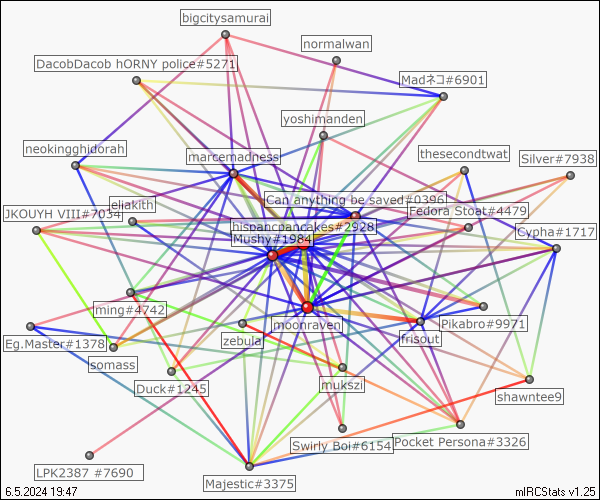 bigcitysamurai
normalwan
DacobDacob hORNY police#5271
Madネコ#6901
yoshimanden
neokingghidorah
marcemadness
thesecondtwat
Silver#7938
eliakith
Can anything be saved#0396
JKOUYH VIII#7034
Fedora Stoat#4479
hispancpancakes#2928
Cypha#1717
Mushy#1984
ming#4742
moonraven
Pikabro#9971
Eg.Master#1378
zebulal
frisout
somass
mukszi
Duck#1245
shawntee9
Swirly Boi#6154
Pocket Persona#3326
LPK2387 #7690
Majestic#3375
6.5.2024 19:47
mIRCStats v1.25